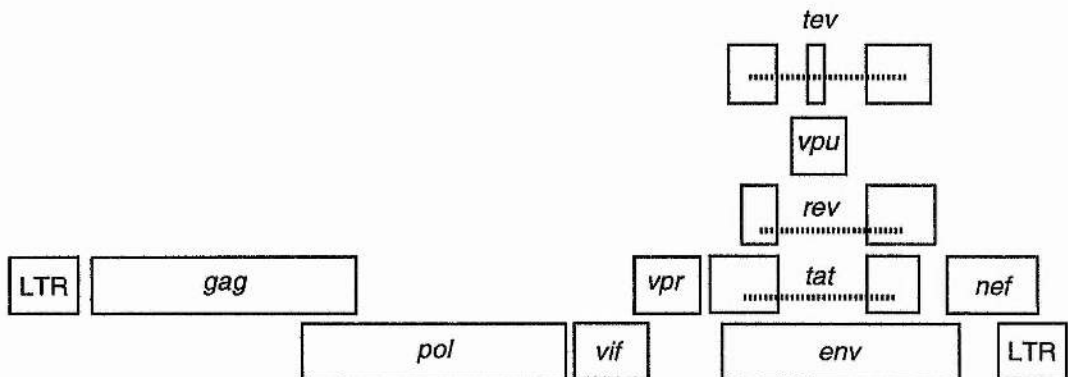 tev
vpu
rev
LTR gag vpr tat nef
pol vif env LTR